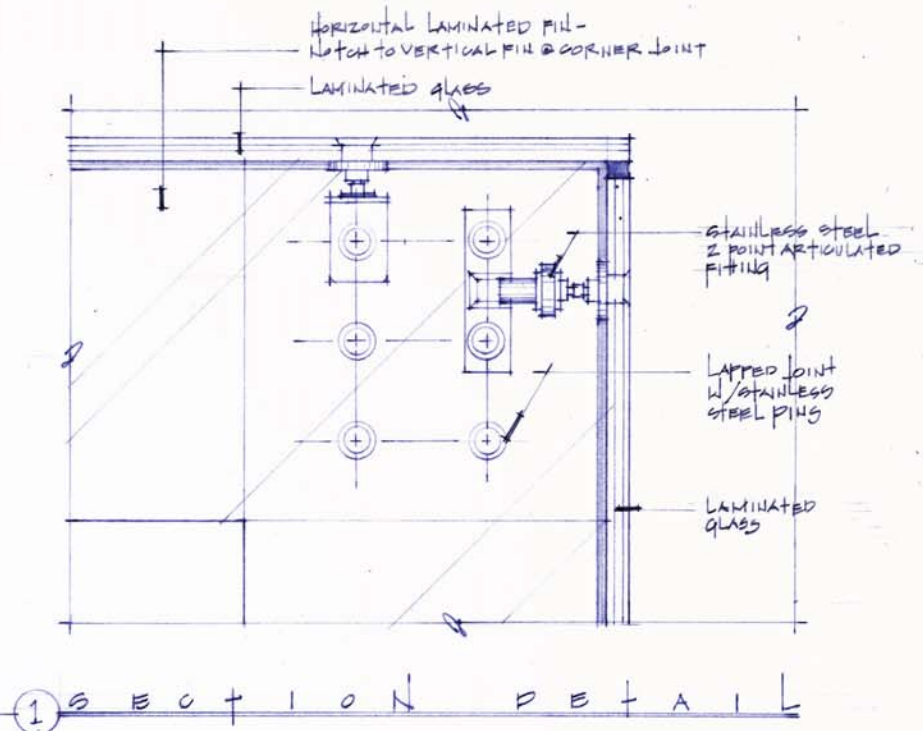 HORIZONTAL LAMINATED FIN-
NOTCH TO VERTICAL FIN @ CORNER JOINT
LAMINATED GLASS
STAINLESS STEEL
2 POINT ARTICULATED
FITTING
LAPPED JOINT
W/STAINLESS
STEEL PINS
LAMINATED
GLASS
1 SECTION DETAIL